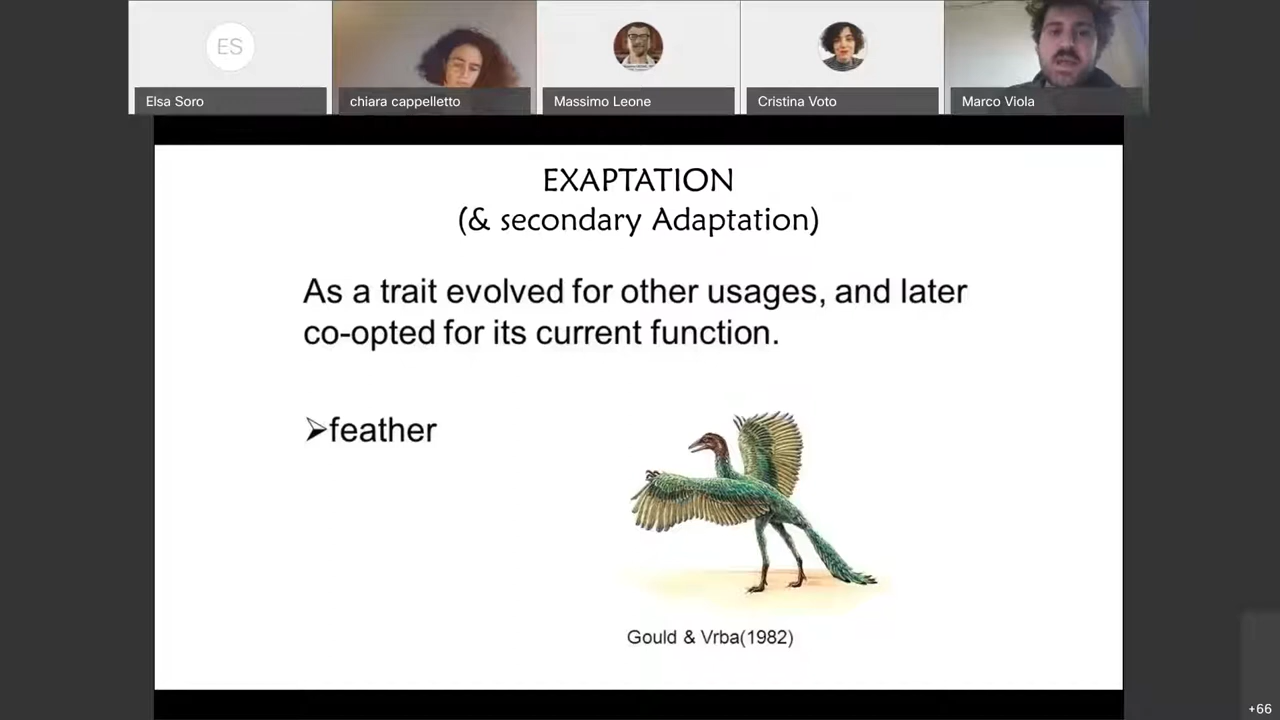 ES
Elsa Soro
chiara cappelletto
Massimo Leone
Cristina Voto
Marco Viola
EXAPTATION
(& secondary Adaptation)
As a trait evolved for other usages, and later
co-opted for its current function.
➢feather
Gould & Vrba(1982)
+66